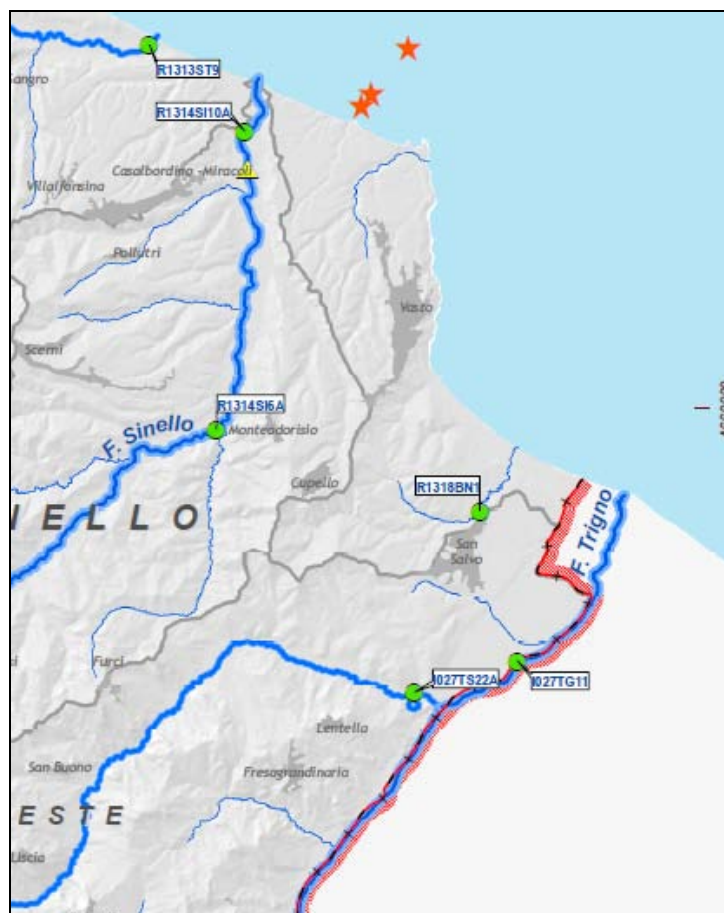 Sangro
R1313ST9
R1314SI10A
Casalbordino -Miracoli
Villalfonsina
Pollutri
Vasto
Scerni
R1314SI6A
F. Sinello
Monteodorisio
Cupello
R1318BN1
NELLO
San
Salvo
F. Trigno
Furci
I027TS22A
I027TG11
Lentella
San Buono
Fresagrandinaria
ESTE
Liscia